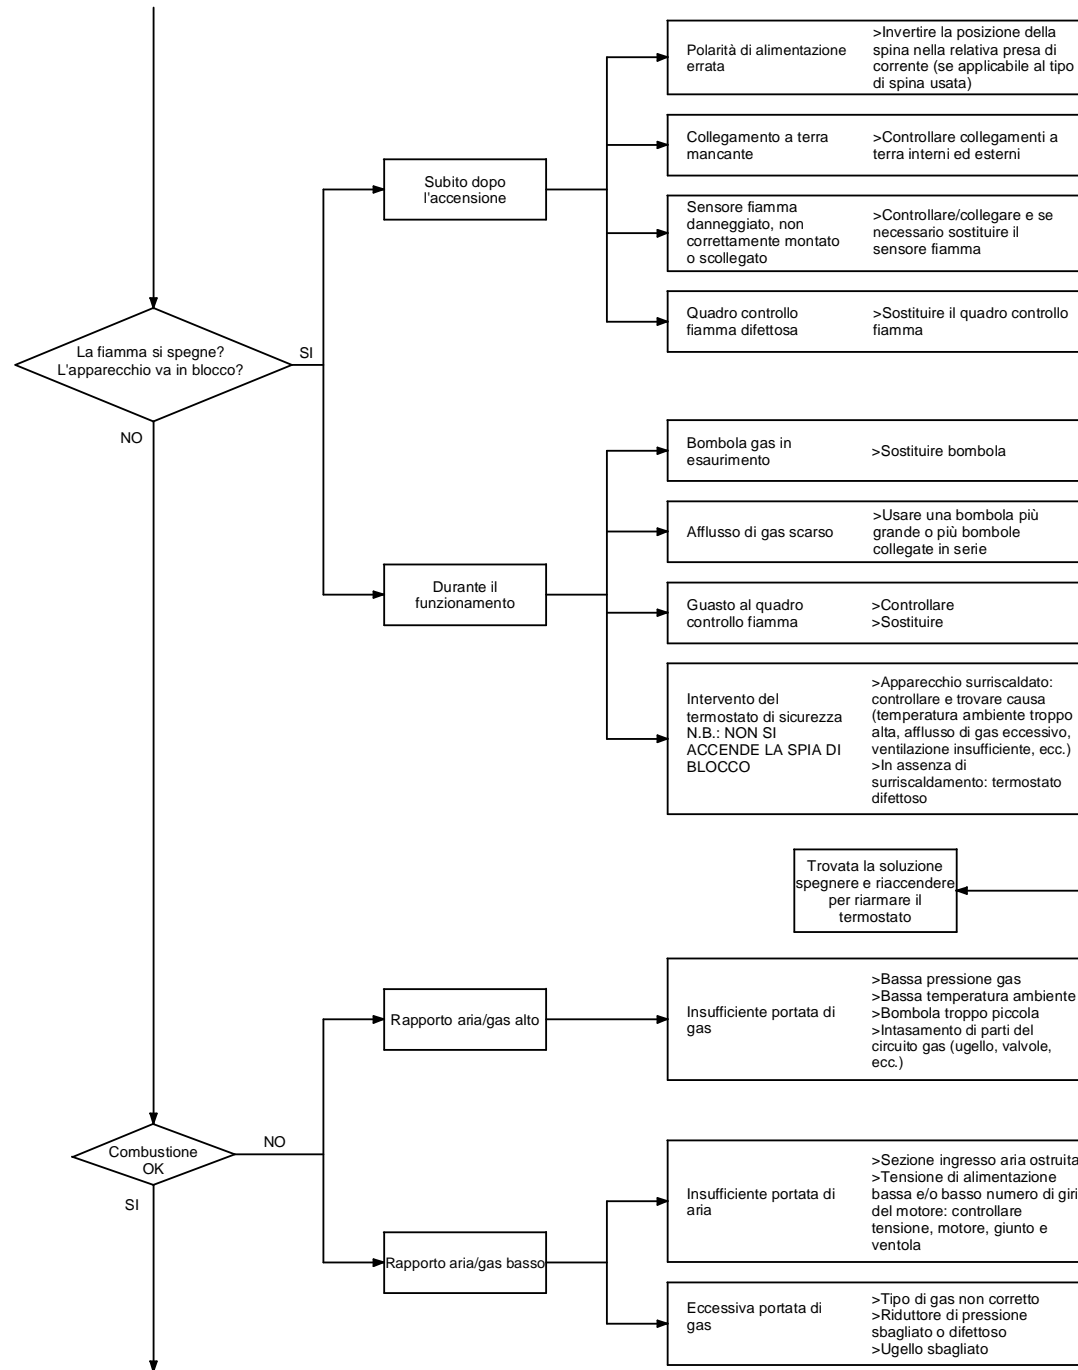 Polarità di alimentazione
errata
>Invertire la posizione della
spina nella relativa presa di
corrente (se applicabile al tipo
di spina usata)
Collegamento a terra
mancante
>Controllare collegamenti a
terra interni ed esterni
Subito dopo
l'accensione
Sensore fiamma
danneggiato, non
correttamente montato
o scollegato
>Controllare/collegare e se
necessario sostituire il
sensore fiamma
Quadro controllo
fiamma difettosa
>Sostituire il quadro controllo
fiamma
La fiamma si spegne?
L'apparecchio va in blocco?
SI
NO
Bombola gas in
esaurimento
>Sostituire bombola
Afflusso di gas scarso
>Usare una bombola più
grande o più bombole
collegate in serie
Durante il
funzionamento
Guasto al quadro
controllo fiamma
>Controllare
>Sostituire
Intervento del
termostato di sicurezza
N.B.: NON SI
ACCENDE LA SPIA DI
BLOCCO
>Apparecchio surriscaldato:
controllare e trovare causa
(temperatura ambiente troppo
alta, afflusso di gas eccessivo,
ventilazione insufficiente, ecc.)
>In assenza di
surriscaldamento: termostato
difettoso
Trovata la soluzione
spegnere e riaccendere
per riarmare il
termostato
Rapporto aria/gas alto
Insufficiente portata di
gas
>Bassa pressione gas
>Bassa temperatura ambiente
>Bombola troppo piccola
>Intasamento di parti del
circuito gas (ugello, valvole,
ecc.)
Combustione
OK
NO
SI
Insufficiente portata di
aria
>Sezione ingresso aria ostruita
>Tensione di alimentazione
bassa e/o basso numero di giri
del motore: controllare
tensione, motore, giunto e
ventola
Rapporto aria/gas basso
Eccessiva portata di
gas
>Tipo di gas non corretto
>Riduttore di pressione
sbagliato o difettoso
>Ugello sbagliato